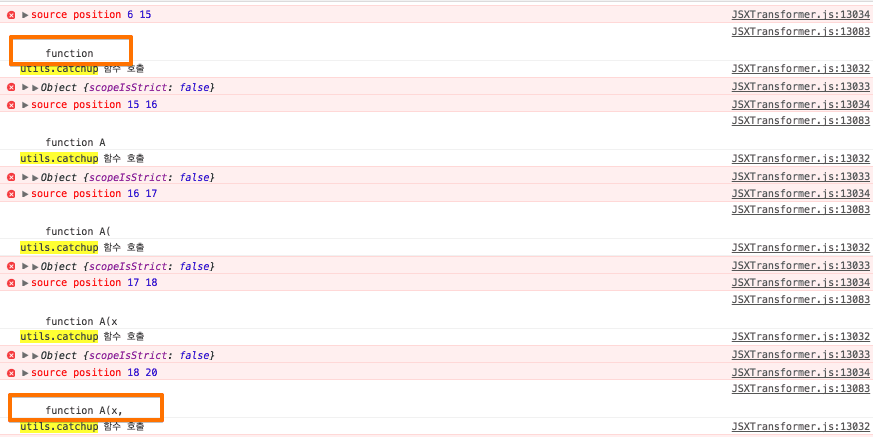 source position 6 15 JSXTransformer.js:13034
JSXTransformer.js:13083
function
utils.catchup 함수 호출 JSXTransformer.js:13032
Object {scopeIsStrict: false} JSXTransformer.js:13033
source position 15 16 JSXTransformer.js:13034
JSXTransformer.js:13083
function A
utils.catchup 함수 호출 JSXTransformer.js:13032
Object {scopeIsStrict: false} JSXTransformer.js:13033
source position 16 17 JSXTransformer.js:13034
JSXTransformer.js:13083
function A(
utils.catchup 함수 호출 JSXTransformer.js:13032
Object {scopeIsStrict: false} JSXTransformer.js:13033
source position 17 18 JSXTransformer.js:13034
JSXTransformer.js:13083
function A(x
utils.catchup 함수 호출 JSXTransformer.js:13032
Object {scopeIsStrict: false} JSXTransformer.js:13033
source position 18 20 JSXTransformer.js:13034
JSXTransformer.js:13083
function A(x,
utils.catchup 함수 호출 JSXTransformer.js:13032